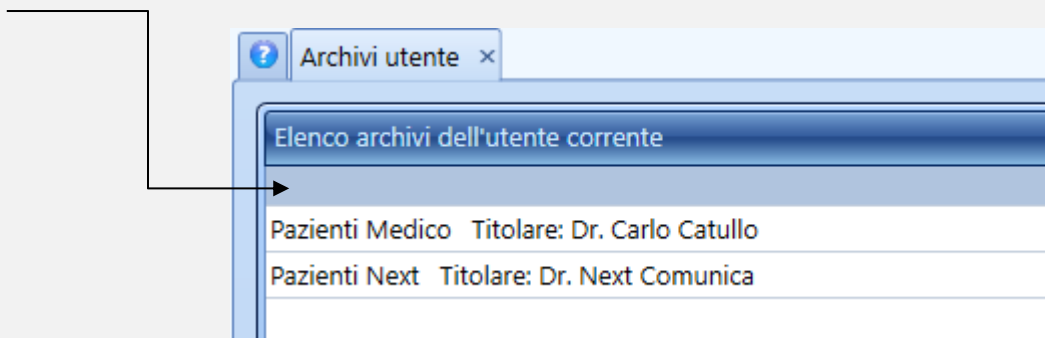 Archivi utente
Elenco archivi dell'utente corrente
Pazienti Medico Titolare: Dr. Carlo Catullo
Pazienti Next Titolare: Dr. Next Comunica